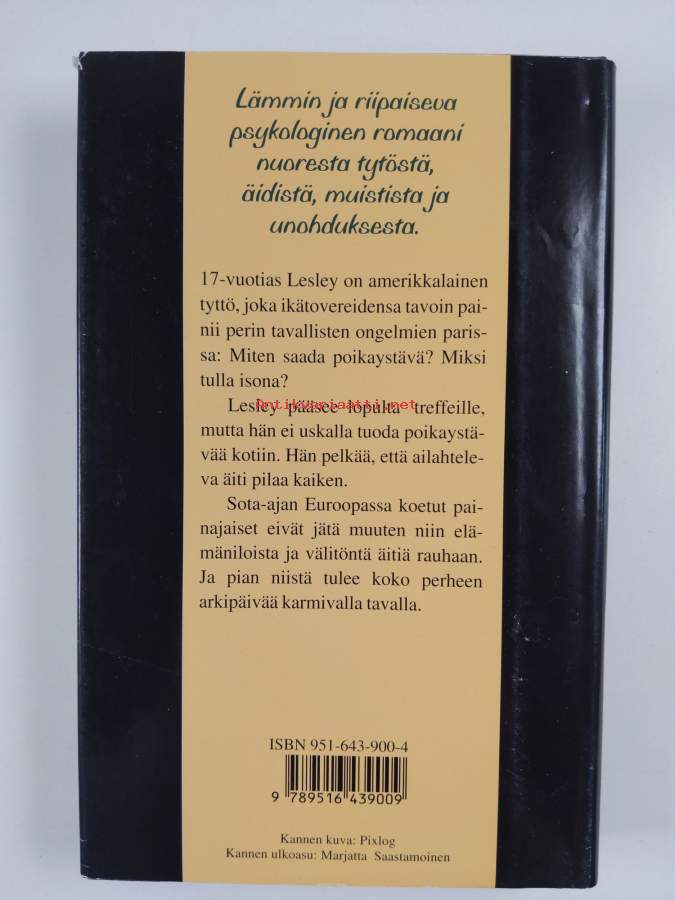 Lämmin ja riipaiseva
psykologinen romaani
nuoresta tytöstä,
äidistä, muistista ja
unohduksesta.
17-vuotias Lesley on amerikkalainen
tyttö, joka ikätovereidensa tavoin pai-
nii perin tavallisten ongelmien paris-
sa: Miten saada poikaystävä? Miksi
tulla isona?
Antikvariaatti.net
Lesley pääsee lopulta treffeille,
mutta hän ei uskalla tuoda poikaystä-
vää kotiin. Hän pelkää, että ailahtele-
va äiti pilaa kaiken.
Sota-ajan Euroopassa koetut pai-
najaiset eivät jätä muuten niin elä-
mäniloista ja välitöntä äitiä rauhaan.
Ja pian niistä tulee koko perheen
arkipäivää karmivalla tavalla.
ISBN 951-643-900-4
9 789516 439009
Kannen kuva: Pixlog
Kannen ulkoasu: Marjatta Saastamoinen